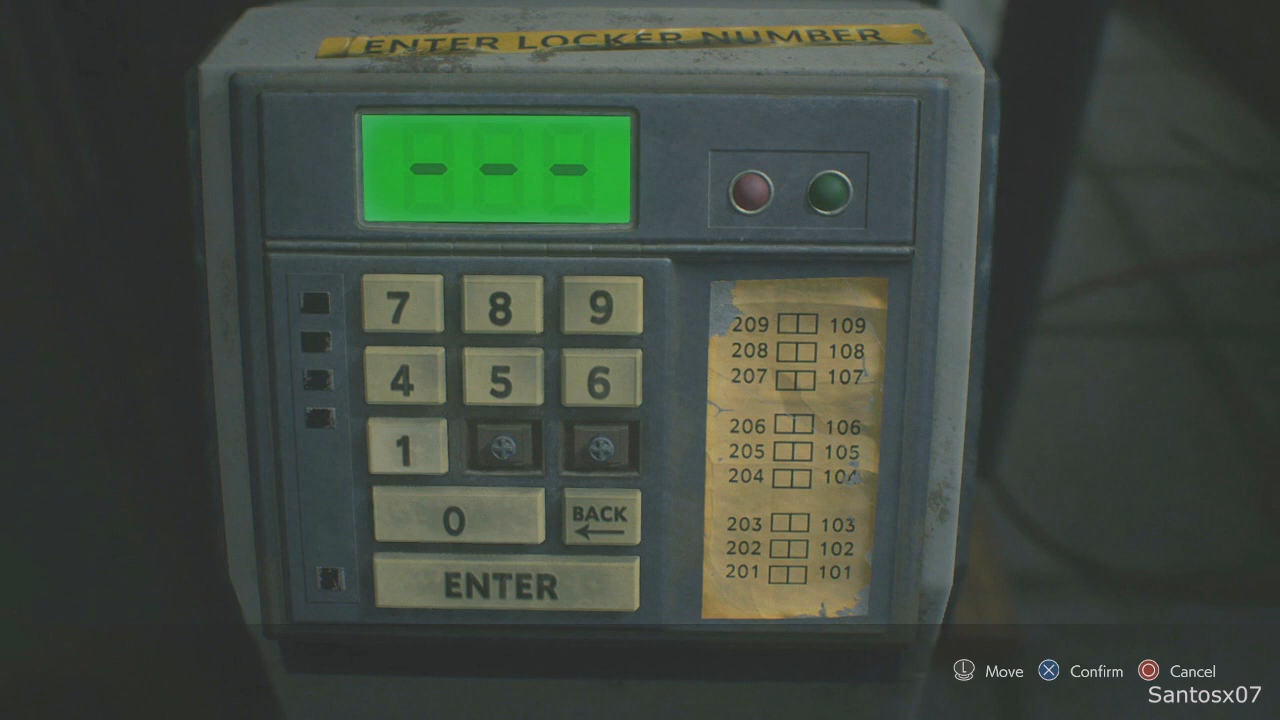 ENTER LOCKER NUMBER
- - -
7 8 9
4 5 6
1
0 BACK
ENTER
209 109
208 108
207 107
206 106
205 105
204 104
203 103
202 102
201 101
Move Confirm Cancel
Santosx07